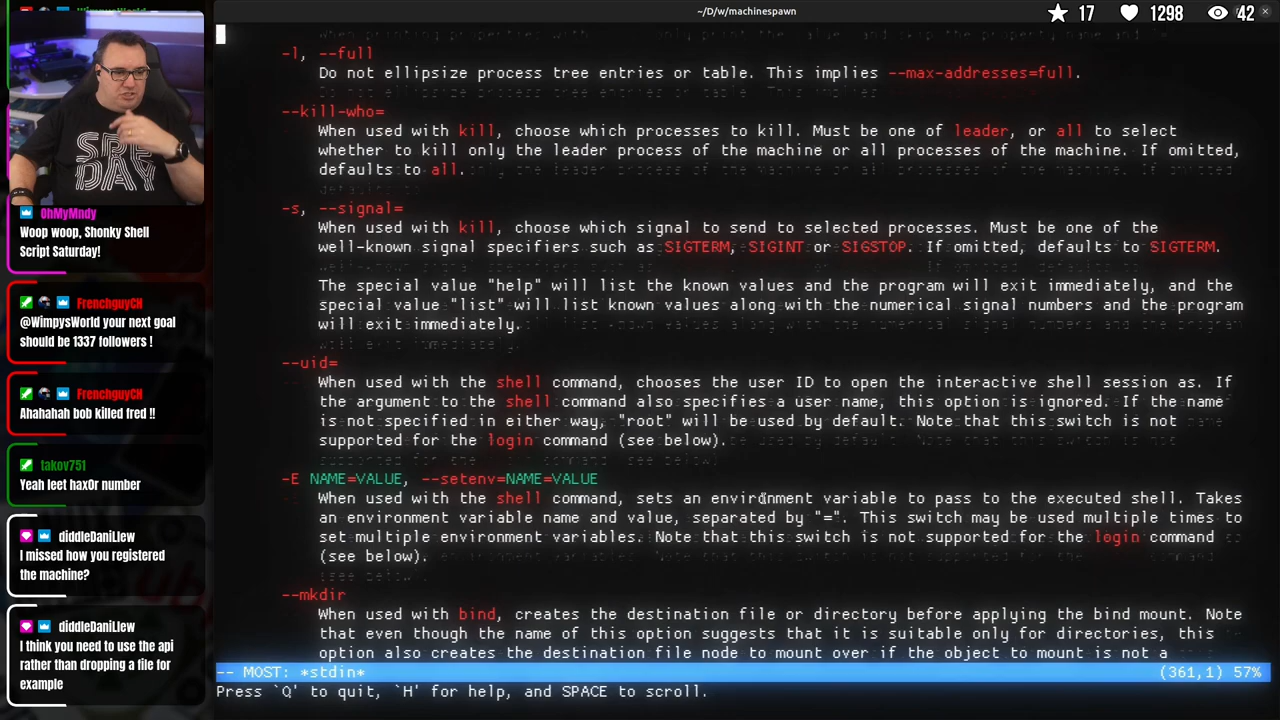 ~/D/w/machinespawn
17
1298
42
-l, --full
Do not ellipsize process tree entries or table. This implies --max-addresses=full.
--kill-who=
When used with kill, choose which processes to kill. Must be one of leader, or all to select
whether to kill only the leader process of the machine or all processes of the machine. If omitted,
defaults to all.
-s, --signal=
When used with kill, choose which signal to send to selected processes. Must be one of the
well-known signal specifiers such as SIGTERM, SIGINT or SIGSTOP. If omitted, defaults to SIGTERM.
The special value "help" will list the known values and the program will exit immediately, and the
special value "list" will list known values along with the numerical signal numbers and the program
will exit immediately.
--uid=
When used with the shell command, chooses the user ID to open the interactive shell session as. If
the argument to the shell command also specifies a user name, this option is ignored. If the name
is not specified in either way, "root" will be used by default. Note that this switch is not
supported for the login command (see below).
-E NAME=VALUE, --setenv=NAME=VALUE
When used with the shell command, sets an environment variable to pass to the executed shell. Takes
an environment variable name and value, separated by "=". This switch may be used multiple times to
set multiple environment variables. Note that this switch is not supported for the login command
(see below).
--mkdir
When used with bind, creates the destination file or directory before applying the bind mount. Note
that even though the name of this option suggests that it is suitable only for directories, this
option also creates the destination file node to mount over if the object to mount is not a
-- MOST: *stdin* (361,1) 57%
Press `Q' to quit, `H' for help, and SPACE to scroll.
OhMyMndy
Woop woop, Shonky Shell
Script Saturday!
FrenchguyCH
@WimpysWorld your next goal
should be 1337 followers !
FrenchguyCH
Ahahahah bob killed fred !!
takov751
Yeah leet hax0r number
diddleDaniLlew
I missed how you registered
the machine?
diddleDaniLlew
I think you need to use the api
rather than dropping a file for
example